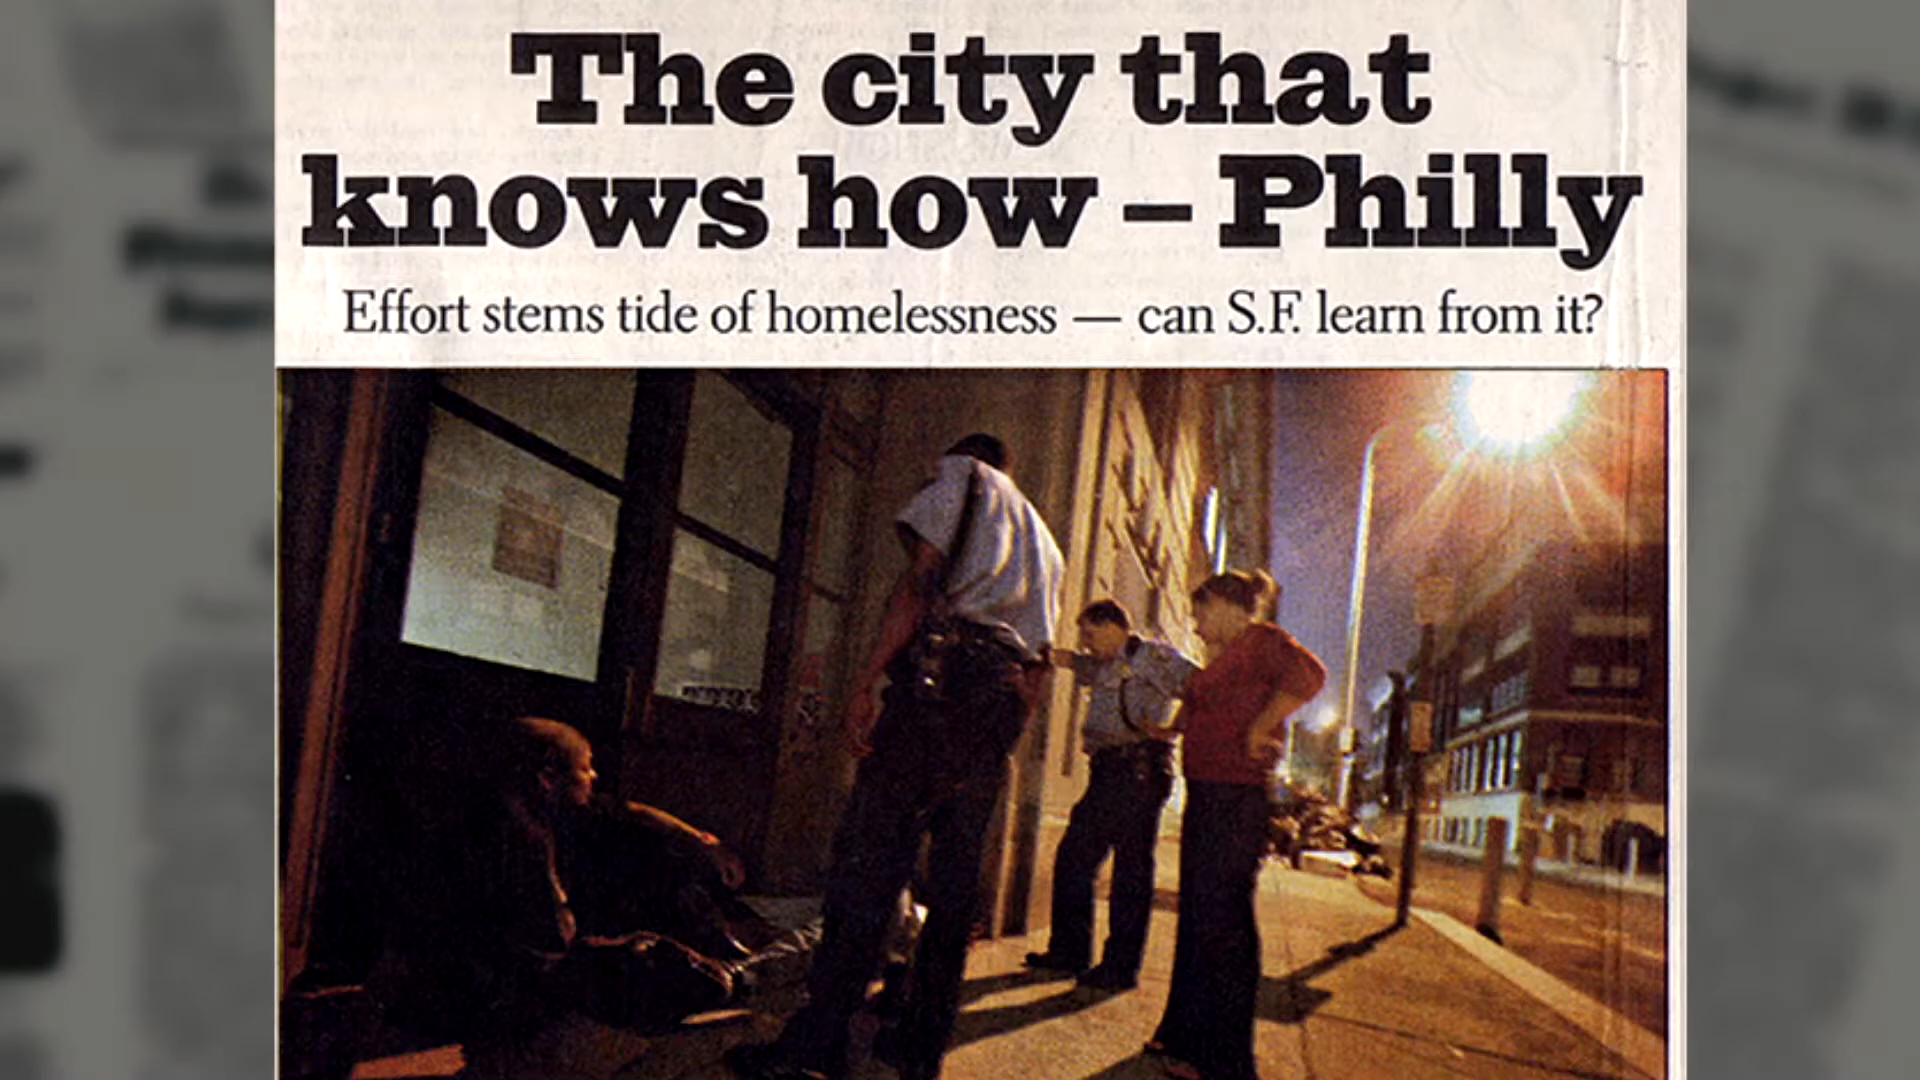 The city that
knows how – Philly
Effort stems tide of homelessness — can S.F. learn from it?